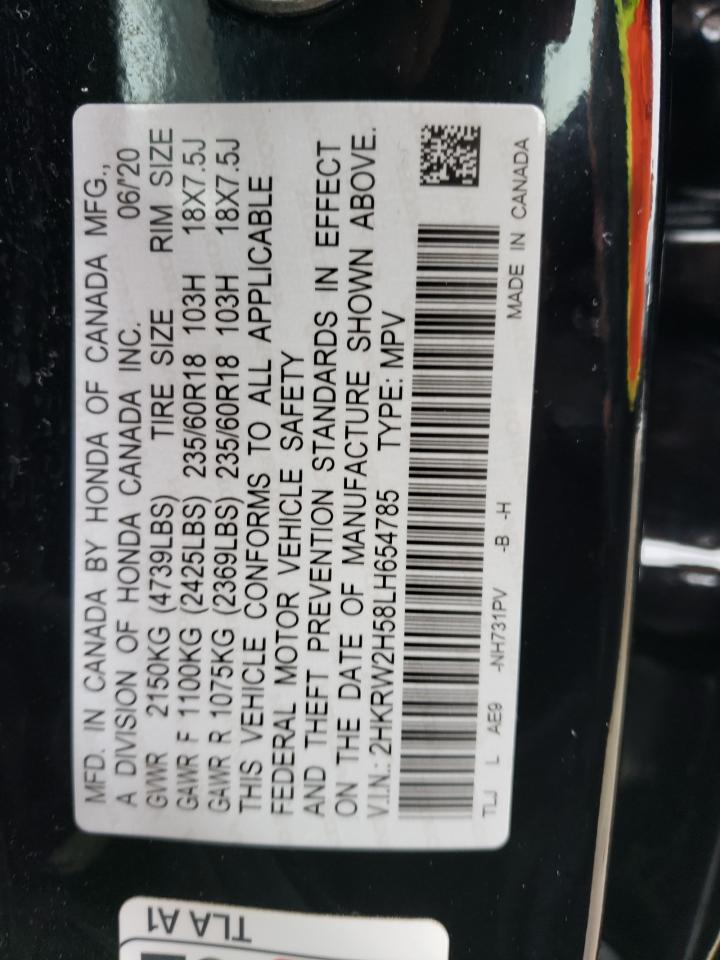 MFD. IN CANADA BY HONDA OF CANADA MFG.,
A DIVISION OF HONDA CANADA INC. 06/'20
GVWR 2150KG (4739LBS) TIRE SIZE RIM SIZE
GAWR F 1100KG (2425LBS) 235/60R18 103H 18X7.5J
GAWR R 1075KG (2369LBS) 235/60R18 103H 18X7.5J
THIS VEHICLE CONFORMS TO ALL APPLICABLE
FEDERAL MOTOR VEHICLE SAFETY
AND THEFT PREVENTION STANDARDS IN EFFECT
ON THE DATE OF MANUFACTURE SHOWN ABOVE.
V.I.N.: 2HKRW2H58LH654785 TYPE: MPV
TLJ L AE9 -NH731PV -B -H MADE IN CANADA
TLA A1